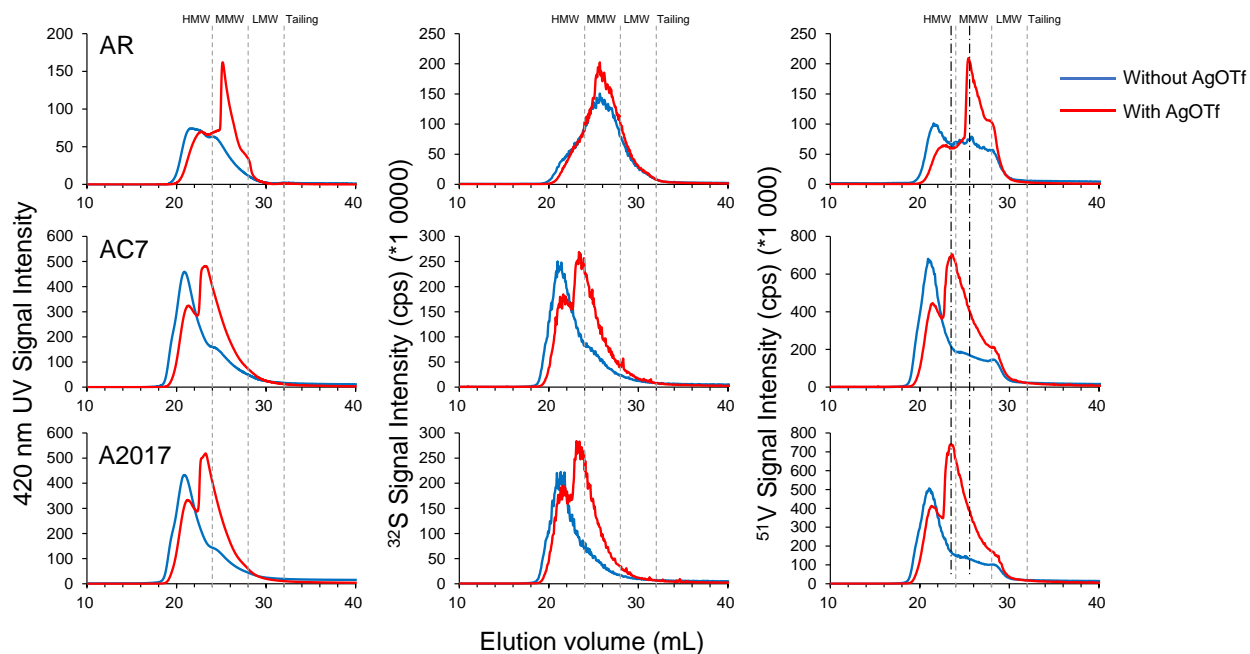 HMW MMW LMW Tailing
HMW MMW LMW Tailing
HMW MMW LMW Tailing
420 nm UV Signal Intensity
AR
200
150
100
50
0
10 20 30 40
AC7
600
500
400
300
200
100
0
10 20 30 40
A2017
600
500
400
300
200
100
0
10 20 30 40
32S Signal Intensity (cps) (*1 000)
250
200
150
100
50
0
10 20 30 40
300
250
200
150
100
50
0
10 20 30 40
300
250
200
150
100
50
0
10 20 30 40
51V Signal Intensity (cps) (*1 000)
250
200
150
100
50
0
10 20 30 40
800
600
400
200
0
10 20 30 40
800
700
600
500
400
300
200
100
0
10 20 30 40
Without AgOTf
With AgOTf
Elution volume (mL)